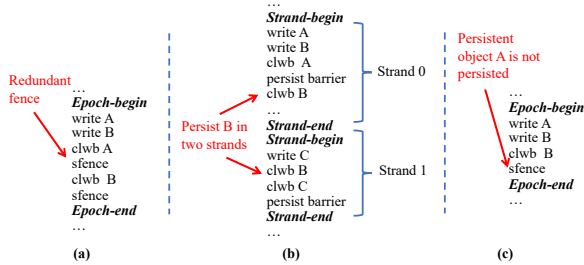 Redundant
fence
…
Epoch-begin
write A
write B
clwb A
sfence
clwb B
sfence
Epoch-end
…
(a)
…
Strand-begin
write A
write B
clwb A
persist barrier
clwb B
…
Strand-end
Strand-begin
write C
clwb B
clwb C
persist barrier
Strand-end
…
Persist B in
two strands
Strand 0
Strand 1
(b)
Persistent
object A is not
persisted
…
Epoch-begin
write A
write B
clwb B
sfence
Epoch-end
…
(c)